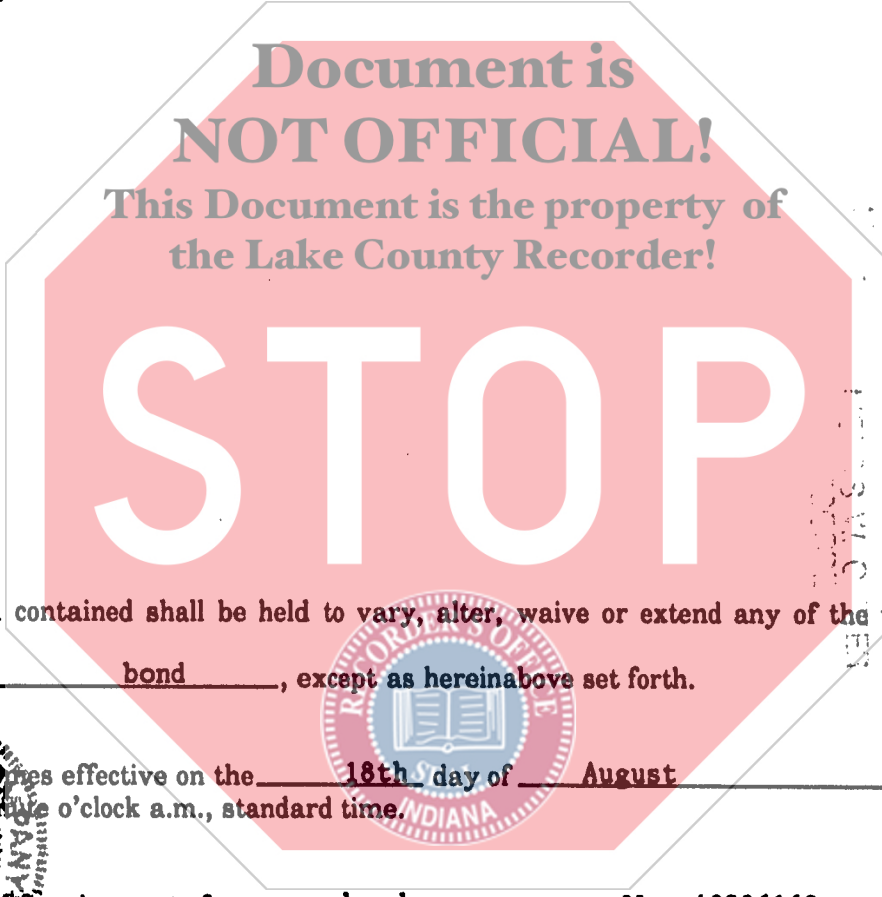 Document is
NOT OFFICIAL!
This Document is the property of
the Lake County Recorder!
STOP
contained shall be held to vary, alter, waive or extend any of the
bond, except as hereinabove set forth.
RECORDER'S OFFICE
SEAL
INDIANA
effective on the 18th day of August
o'clock a.m., standard time.
PANY